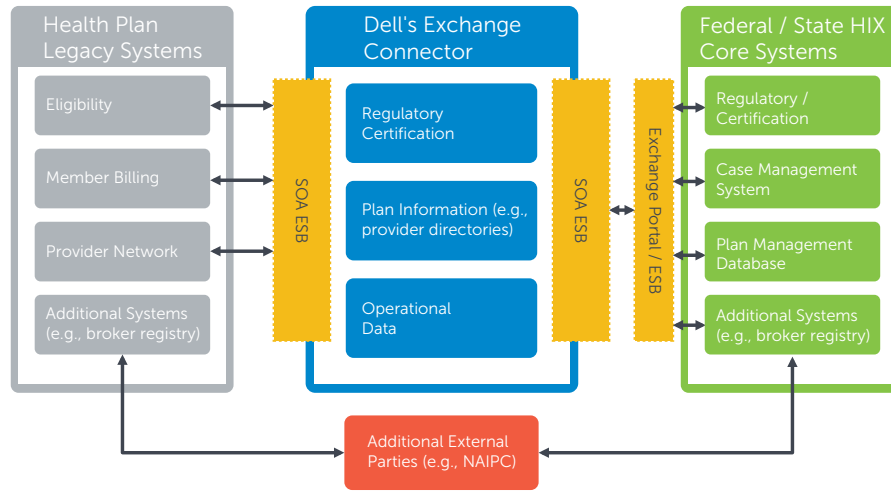 Health Plan
Legacy Systems
Eligibility
Member Billing
Provider Network
Additional Systems
(e.g., broker registry)
SOA ESB
Dell's Exchange
Connector
Regulatory
Certification
Plan Information (e.g.,
provider directories)
Operational
Data
SOA ESB
Exchange Portal / ESB
Federal / State HIX
Core Systems
Regulatory /
Certification
Case Management
System
Plan Management
Database
Additional Systems
(e.g., broker registry)
Additional External
Parties (e.g., NAIPC)